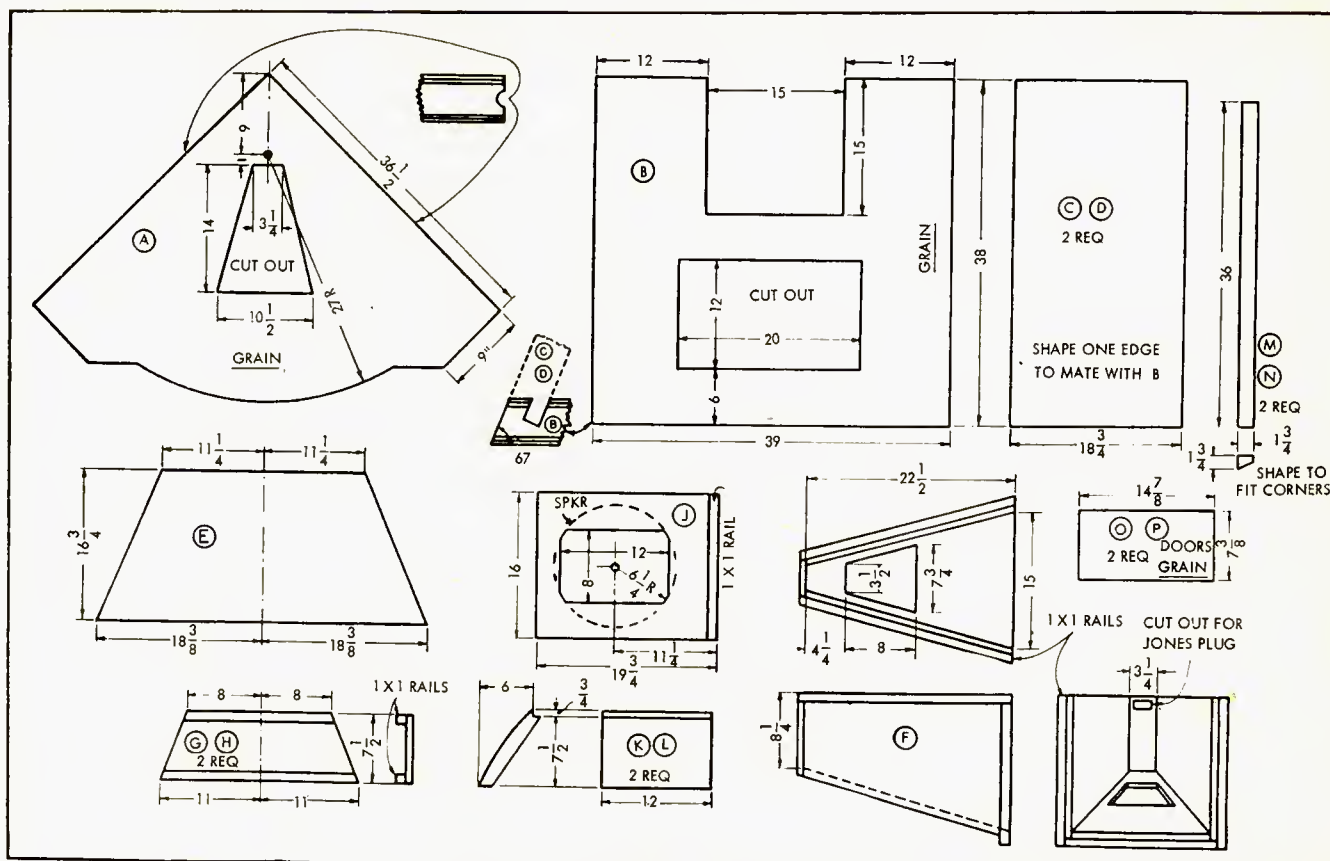 9
1
36 1/2
14
3 1/4
A
CUT OUT
27 R
10 1/2
GRAIN
9"
12
12
15
15
B
GRAIN
CUT OUT
12
20
6
39
C D
B
67
38
C D
2 REQ
SHAPE ONE EDGE
TO MATE WITH B
18 3/4
36
M
N
2 REQ
1 3/4
1 3/4
SHAPE TO
FIT CORNERS
11 1/4
11 1/4
16 3/4
E
18 3/8
18 3/8
SPKR
J
1 X 1 RAIL
16
12
8
6 1/4 R
11 1/4
19 3/4
22 1/2
3 1/2
7 3/4
15
4 1/4
8
1 X 1 RAILS
14 7/8
O P
2 REQ
DOORS
GRAIN
7 3/8
CUT OUT FOR
JONES PLUG
3 1/4
8
8
1 X 1 RAILS
G H
2 REQ
7 1/2
11
11
6
3/4
7 1/2
K L
2 REQ
12
8 1/4
F